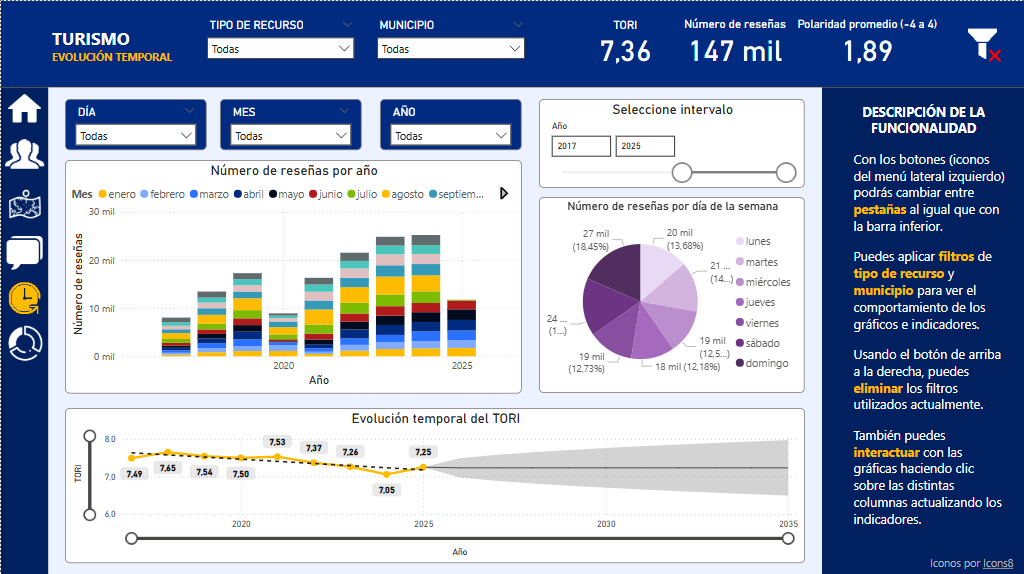 TURISMO
EVOLUCIÓN TEMPORAL
TIPO DE RECURSO
Todas
MUNICIPIO
Todas
TORI
7,36
Número de reseñas
147 mil
Polaridad promedio (-4 a 4)
1,89
DÍA
Todas
MES
Todas
AÑO
Todas
Seleccione intervalo
Año
2017
2025
Número de reseñas por año
Mes enero febrero marzo abril mayo junio julio agosto septiem...
30 mil
20 mil
10 mil
0 mil
Número de reseñas
2020
2025
Año
Número de reseñas por día de la semana
27 mil
(18,45%)
20 mil
(13,68%)
21 ...
(14...)
19 mil
(12,5...)
18 mil (12,18%)
19 mil
(12,73%)
24 ...
(1...)
lunes
martes
miércoles
jueves
viernes
sábado
domingo
Evolución temporal del TORI
TORI
8.0
7.0
6.0
7,49
7,65
7,54
7,50
7,53
7,37
7,26
7,05
7,25
2020
2025
2030
2035
Año
DESCRIPCIÓN DE LA
FUNCIONALIDAD
Con los botones (iconos
del menú lateral izquierdo)
podrás cambiar entre
pestañas al igual que con
la barra inferior.
Puedes aplicar filtros de
tipo de recurso y
municipio para ver el
comportamiento de los
gráficos e indicadores.
Usando el botón de arriba
a la derecha, puedes
eliminar los filtros
utilizados actualmente.
También puedes
interactuar con las
gráficas haciendo clic
sobre las distintas
columnas actualizando los
indicadores.
Iconos por Icons8